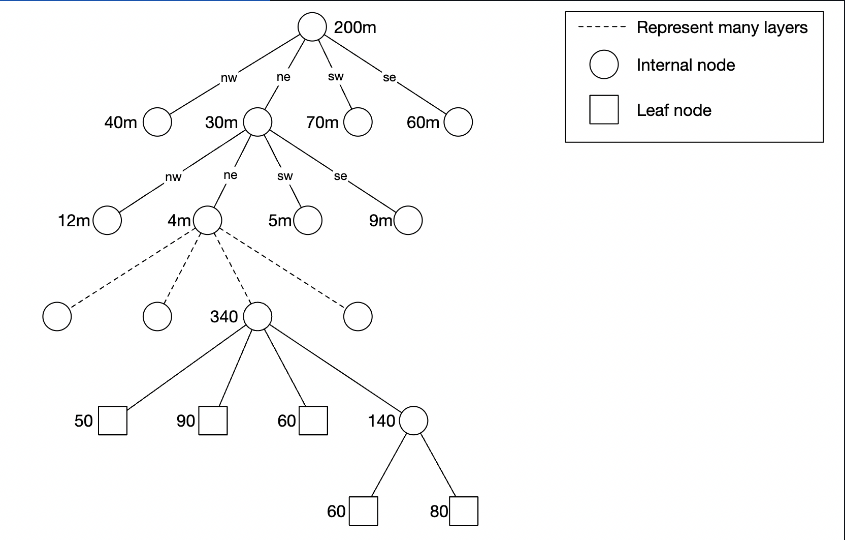 200m
Represent many layers
Internal node
Leaf node
nw
ne
sw
se
40m
30m
70m
60m
nw
ne
sw
se
12m
4m
5m
9m
340
50
90
60
140
60
80